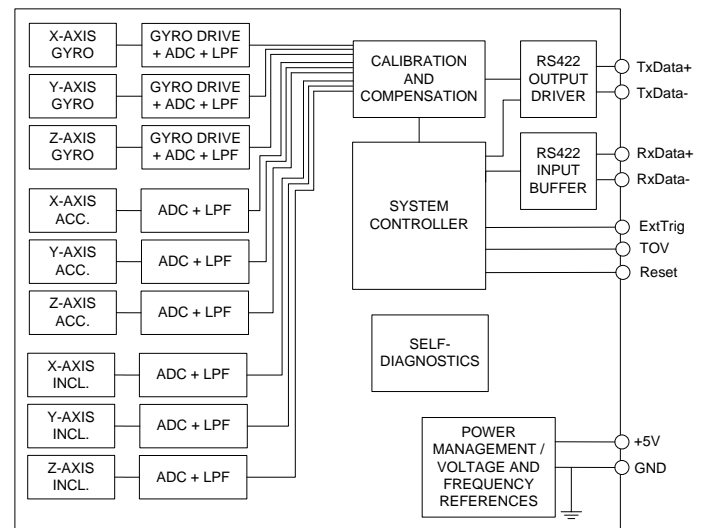 X-AXIS
GYRO
GYRO DRIVE
+ ADC + LPF
Y-AXIS
GYRO
GYRO DRIVE
+ ADC + LPF
Z-AXIS
GYRO
GYRO DRIVE
+ ADC + LPF
X-AXIS
ACC.
ADC + LPF
Y-AXIS
ACC.
ADC + LPF
Z-AXIS
ACC.
ADC + LPF
X-AXIS
INCL.
ADC + LPF
Y-AXIS
INCL.
ADC + LPF
Z-AXIS
INCL.
ADC + LPF
CALIBRATION
AND
COMPENSATION
RS422
OUTPUT
DRIVER
TxData+
TxData-
SYSTEM
CONTROLLER
RS422
INPUT
BUFFER
RxData+
RxData-
ExtTrig
TOV
Reset
SELF-
DIAGNOSTICS
POWER
MANAGEMENT /
VOLTAGE AND
FREQUENCY
REFERENCES
+5V
GND